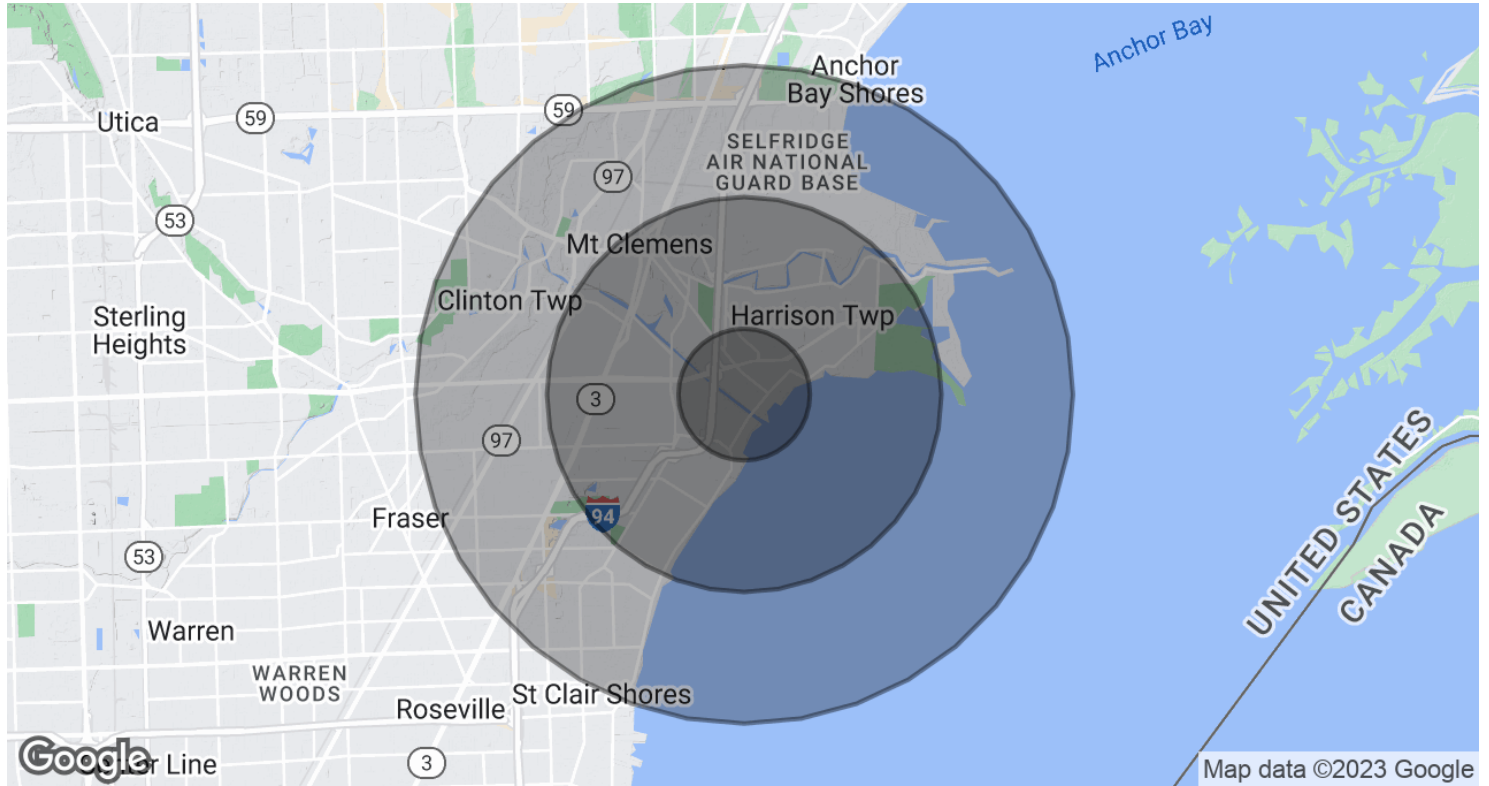 Anchor Bay
Anchor
Bay Shores
59
59
Utica
SELFRIDGE
AIR NATIONAL
GUARD BASE
97
53
Mt Clemens
Clinton Twp
Harrison Twp
Sterling
Heights
3
97
UNITED STATES
CANADA
94
Fraser
53
Warren
WARREN
WOODS
St Clair Shores
Roseville
Google
Line
3
Map data ©2023 Google